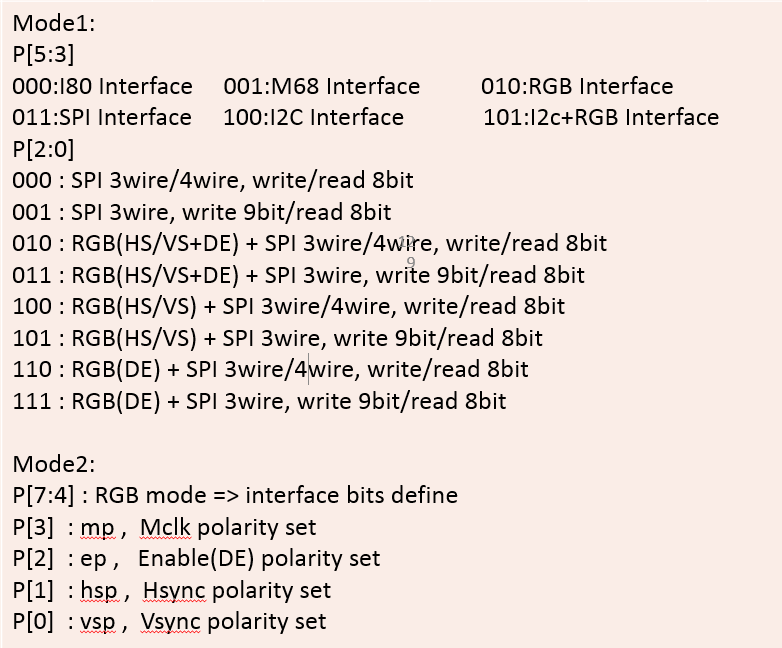 Mode1:
P[5:3]
000:I80 Interface 001:M68 Interface 010:RGB Interface
011:SPI Interface 100:I2C Interface 101:I2c+RGB Interface
P[2:0]
000 : SPI 3wire/4wire, write/read 8bit
001 : SPI 3wire, write 9bit/read 8bit
010 : RGB(HS/VS+DE) + SPI 3wire/4wire, write/read 8bit
011 : RGB(HS/VS+DE) + SPI 3wire, write 9bit/read 8bit
100 : RGB(HS/VS) + SPI 3wire/4wire, write/read 8bit
101 : RGB(HS/VS) + SPI 3wire, write 9bit/read 8bit
110 : RGB(DE) + SPI 3wire/4wire, write/read 8bit
111 : RGB(DE) + SPI 3wire, write 9bit/read 8bit
Mode2:
P[7:4] : RGB mode => interface bits define
P[3] : mp , Mclk polarity set
P[2] : ep , Enable(DE) polarity set
P[1] : hsp , Hsync polarity set
P[0] : vsp , Vsync polarity set